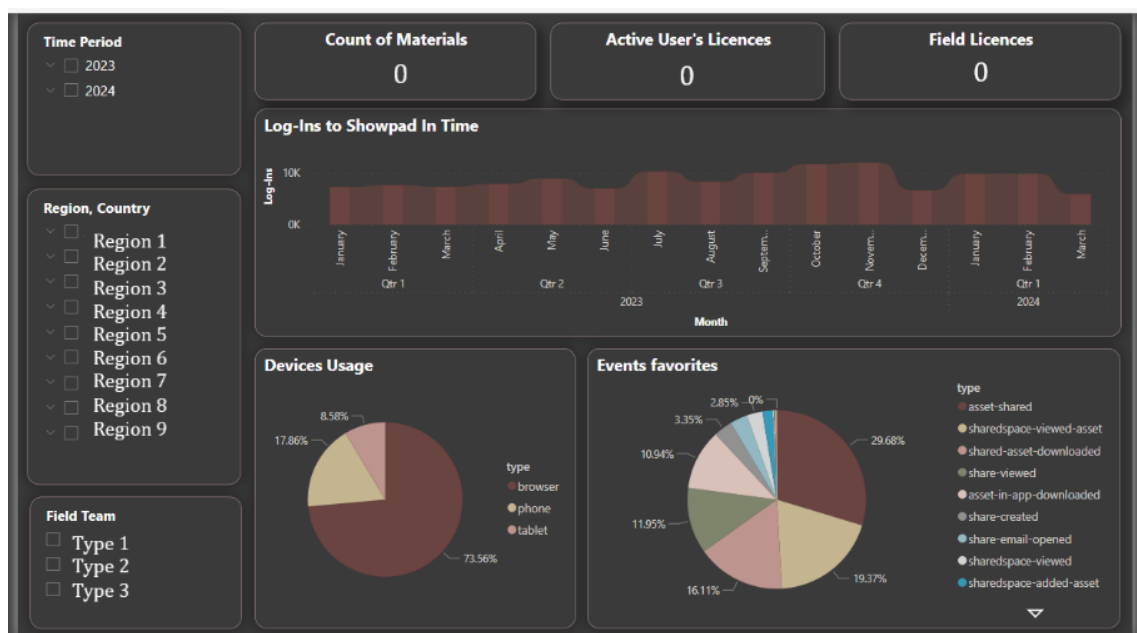 Time Period
2023
2024
Count of Materials
0
Active User's Licences
0
Field Licences
0
Log-Ins to Showpad In Time
Log-Ins
10K
0K
January
February
March
April
May
June
July
August
Septem...
October
Novem...
Decem...
January
February
March
Qtr 1
Qtr 2
Qtr 3
Qtr 4
Qtr 1
2023
2024
Month
Region, Country
Region 1
Region 2
Region 3
Region 4
Region 5
Region 6
Region 7
Region 8
Region 9
Field Team
Type 1
Type 2
Type 3
Devices Usage
8.58%
17.86%
73.56%
type
browser
phone
tablet
Events favorites
2.85%
0%
3.35%
10.94%
11.95%
16.11%
29.68%
19.37%
type
asset-shared
sharedspace-viewed-asset
shared-asset-downloaded
share-viewed
asset-in-app-downloaded
share-created
share-email-opened
sharedspace-viewed
sharedspace-added-asset